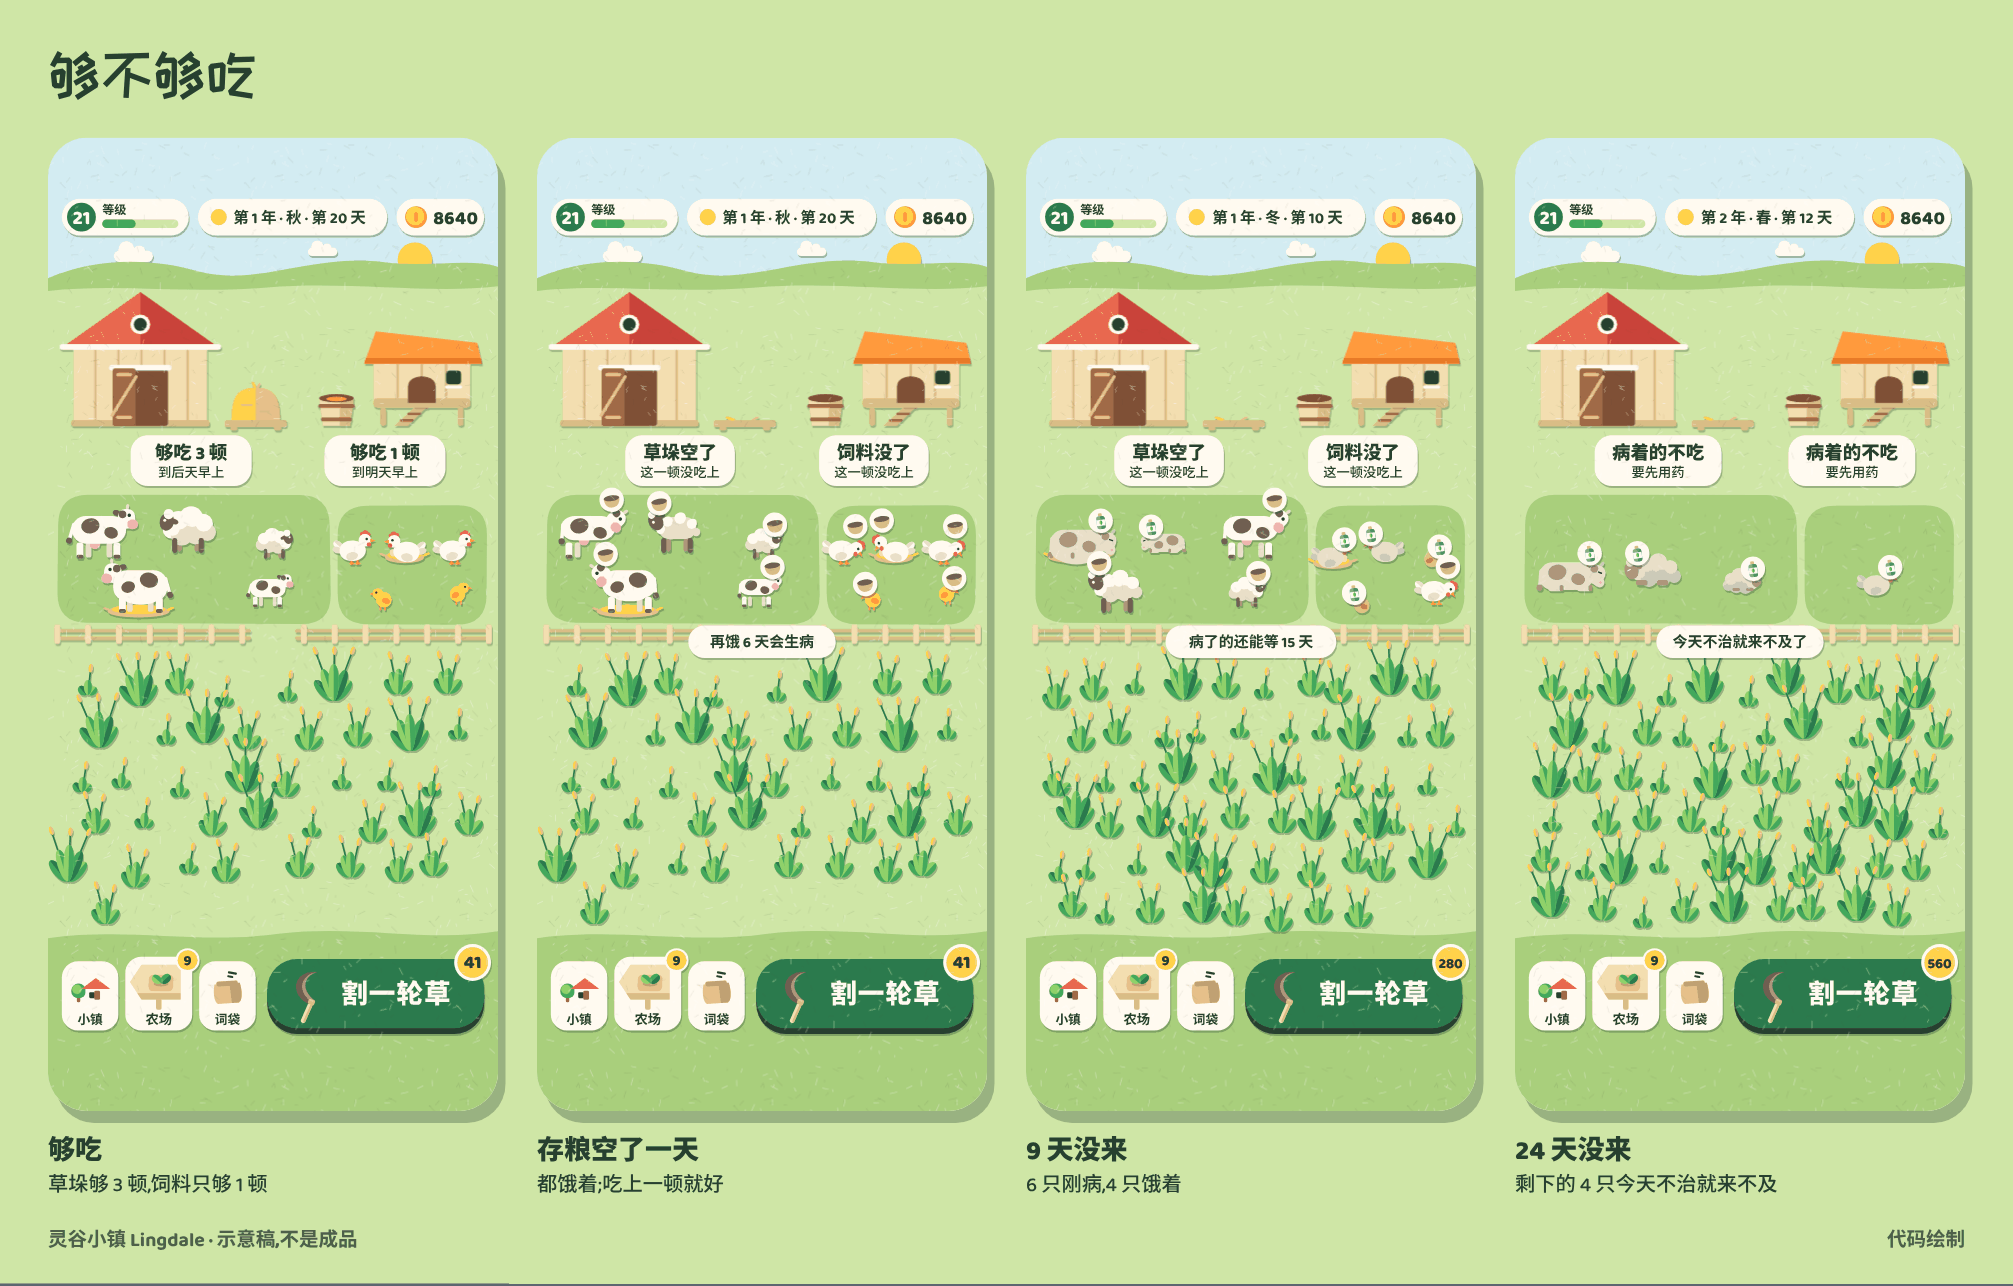 够不够吃
21
等级
第1年·秋·第20天
8640
够吃 3 顿
到后天早上
够吃 1 顿
到明天早上
小镇
9
农场
词袋
割一轮草
41
够吃
草垛够 3 顿,饲料只够 1 顿
21
等级
第1年·秋·第20天
8640
草垛空了
这一顿没吃上
饲料没了
这一顿没吃上
再饿 6 天会生病
小镇
9
农场
词袋
割一轮草
41
存粮空了一天
都饿着;吃上一顿就好
21
等级
第1年·冬·第10天
8640
草垛空了
这一顿没吃上
饲料没了
这一顿没吃上
病了的还能等 15 天
小镇
9
农场
词袋
割一轮草
280
9 天没来
6 只刚病,4 只饿着
21
等级
第2年·春·第12天
8640
病着的不吃
要先用药
病着的不吃
要先用药
今天不治就来不及了
小镇
9
农场
词袋
割一轮草
560
24 天没来
剩下的 4 只今天不治就来不及
灵谷小镇 Lingdale · 示意稿,不是成品
代码绘制